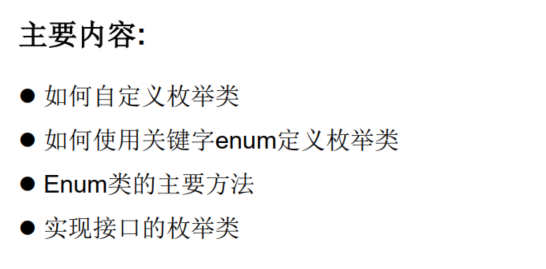 主要内容:
● 如何自定义枚举类
● 如何使用关键字enum定义枚举类
● Enum类的主要方法
● 实现接口的枚举类